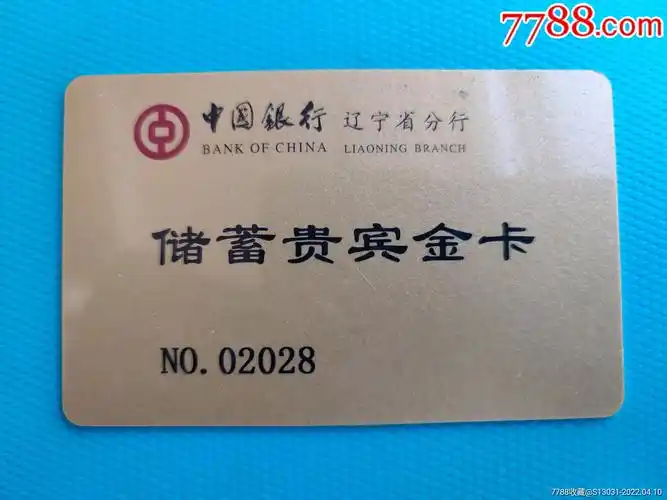 7788.com
中国銀行 辽宁省分行
BANK OF CHINA LIAONING BRANCH
储蓄贵宾金卡
NO. 02028
7788收藏@S13031-2022.04.10